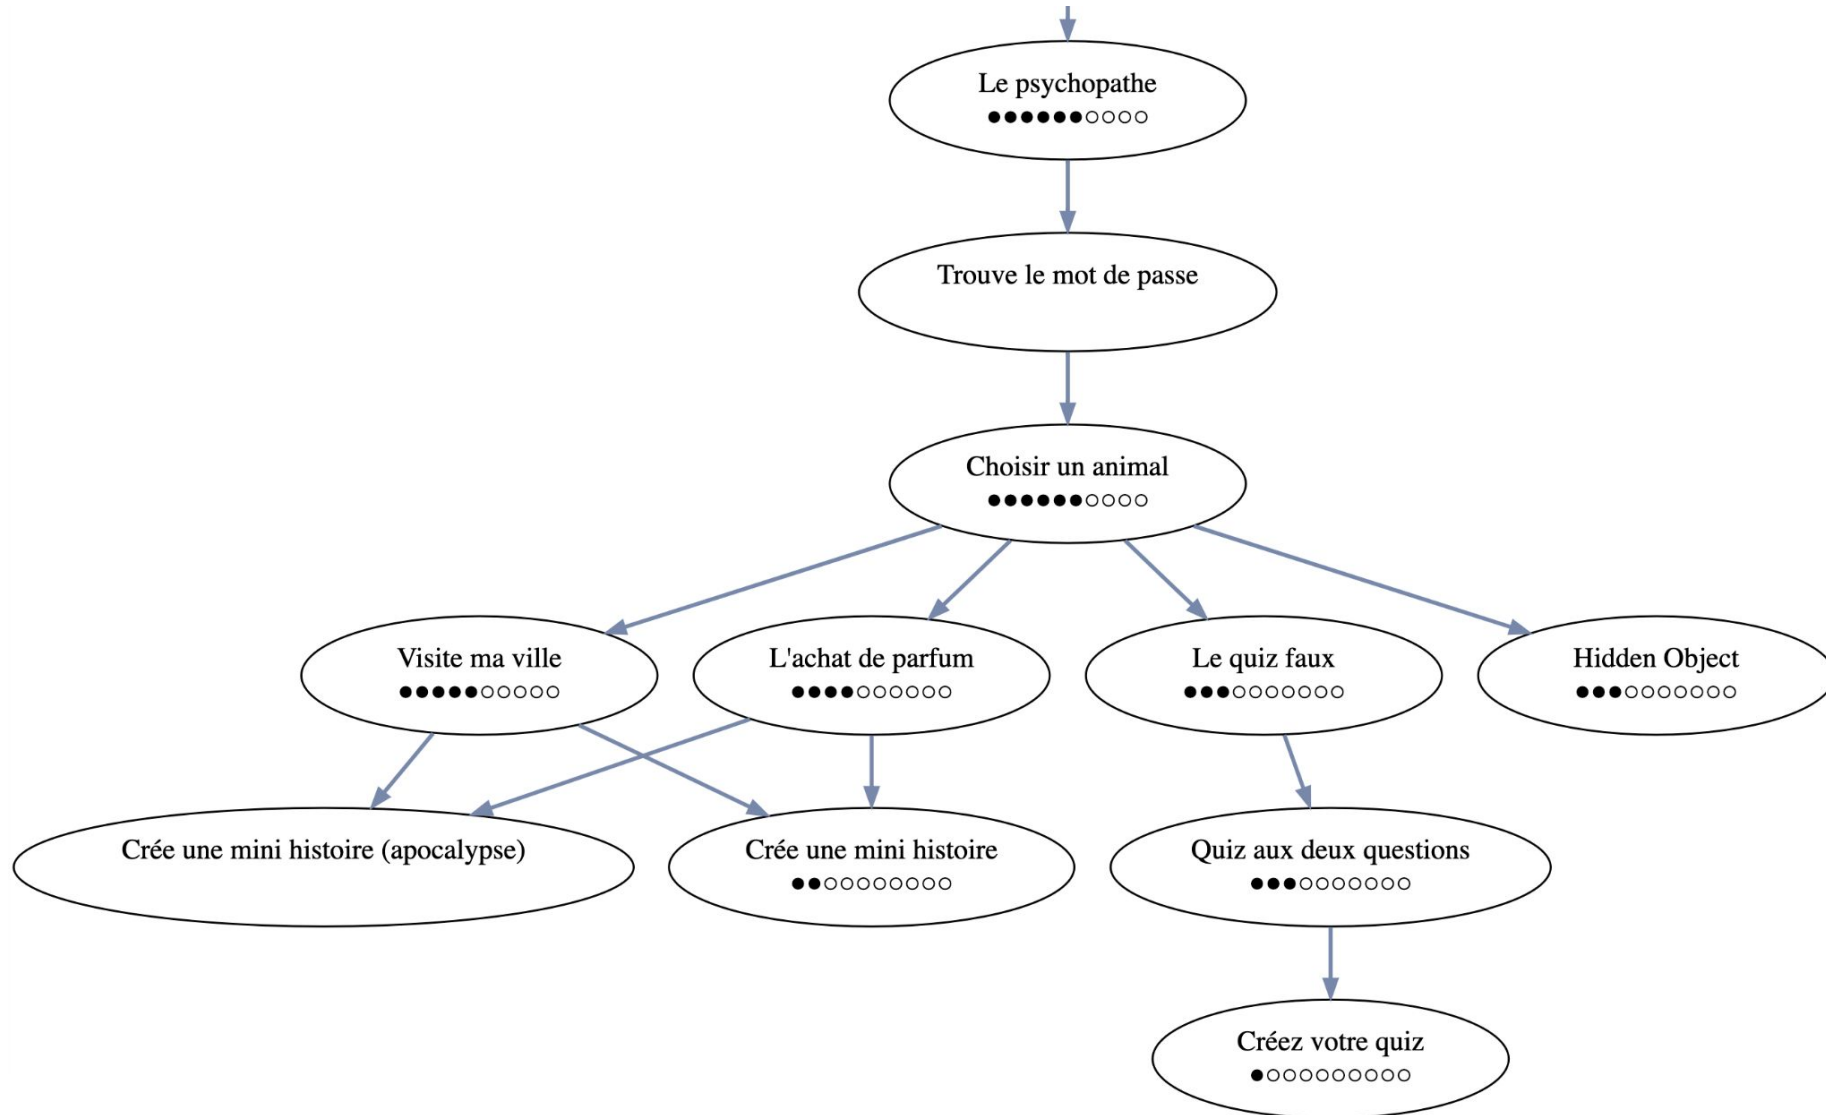 Le psychopathe
●●●●●●○○○○
Trouve le mot de passe
Choisir un animal
●●●●●●○○○○
Visite ma ville
●●●●●○○○○○
L'achat de parfum
●●●●○○○○○○
Le quiz faux
●●●○○○○○○○
Hidden Object
●●●○○○○○○○
Crée une mini histoire (apocalypse)
Crée une mini histoire
●●○○○○○○○○
Quiz aux deux questions
●●●○○○○○○○
Créez votre quiz
●○○○○○○○○○